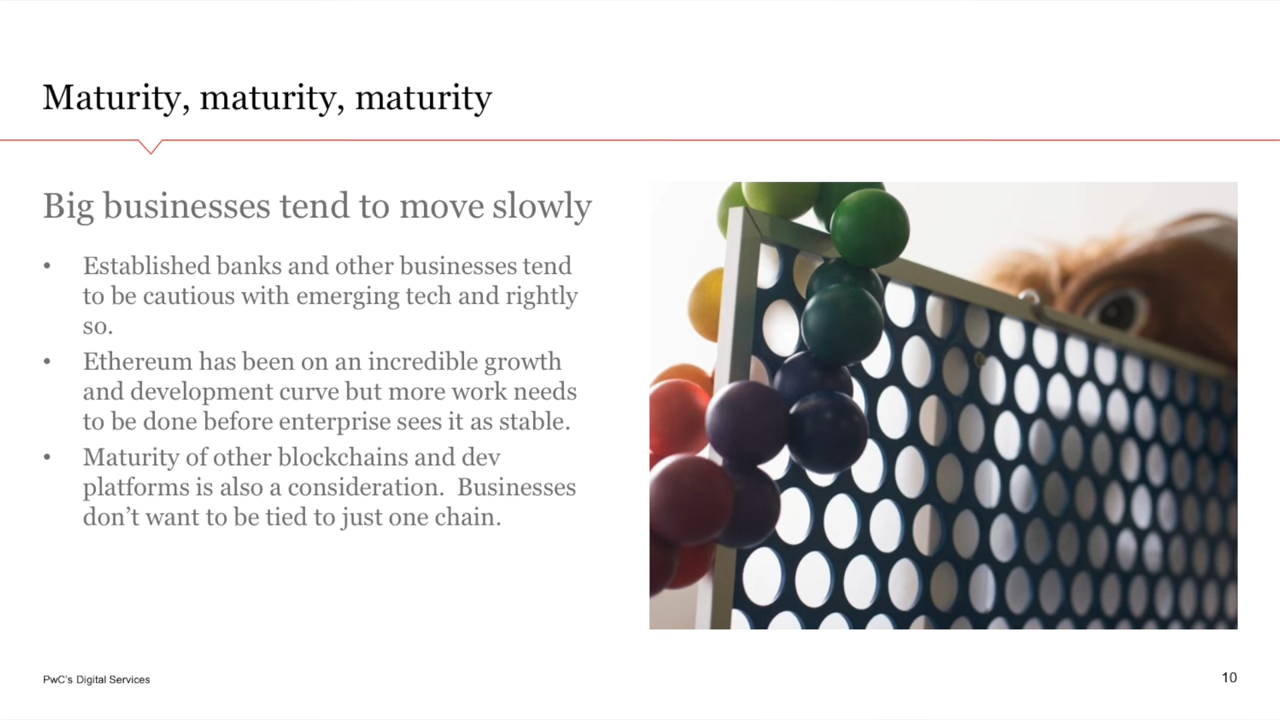 Maturity, maturity, maturity
Big businesses tend to move slowly
• Established banks and other businesses tend
to be cautious with emerging tech and rightly
so.
• Ethereum has been on an incredible growth
and development curve but more work needs
to be done before enterprise sees it as stable.
• Maturity of other blockchains and dev
platforms is also a consideration.  Businesses
don’t want to be tied to just one chain.
PwC's Digital Services
10